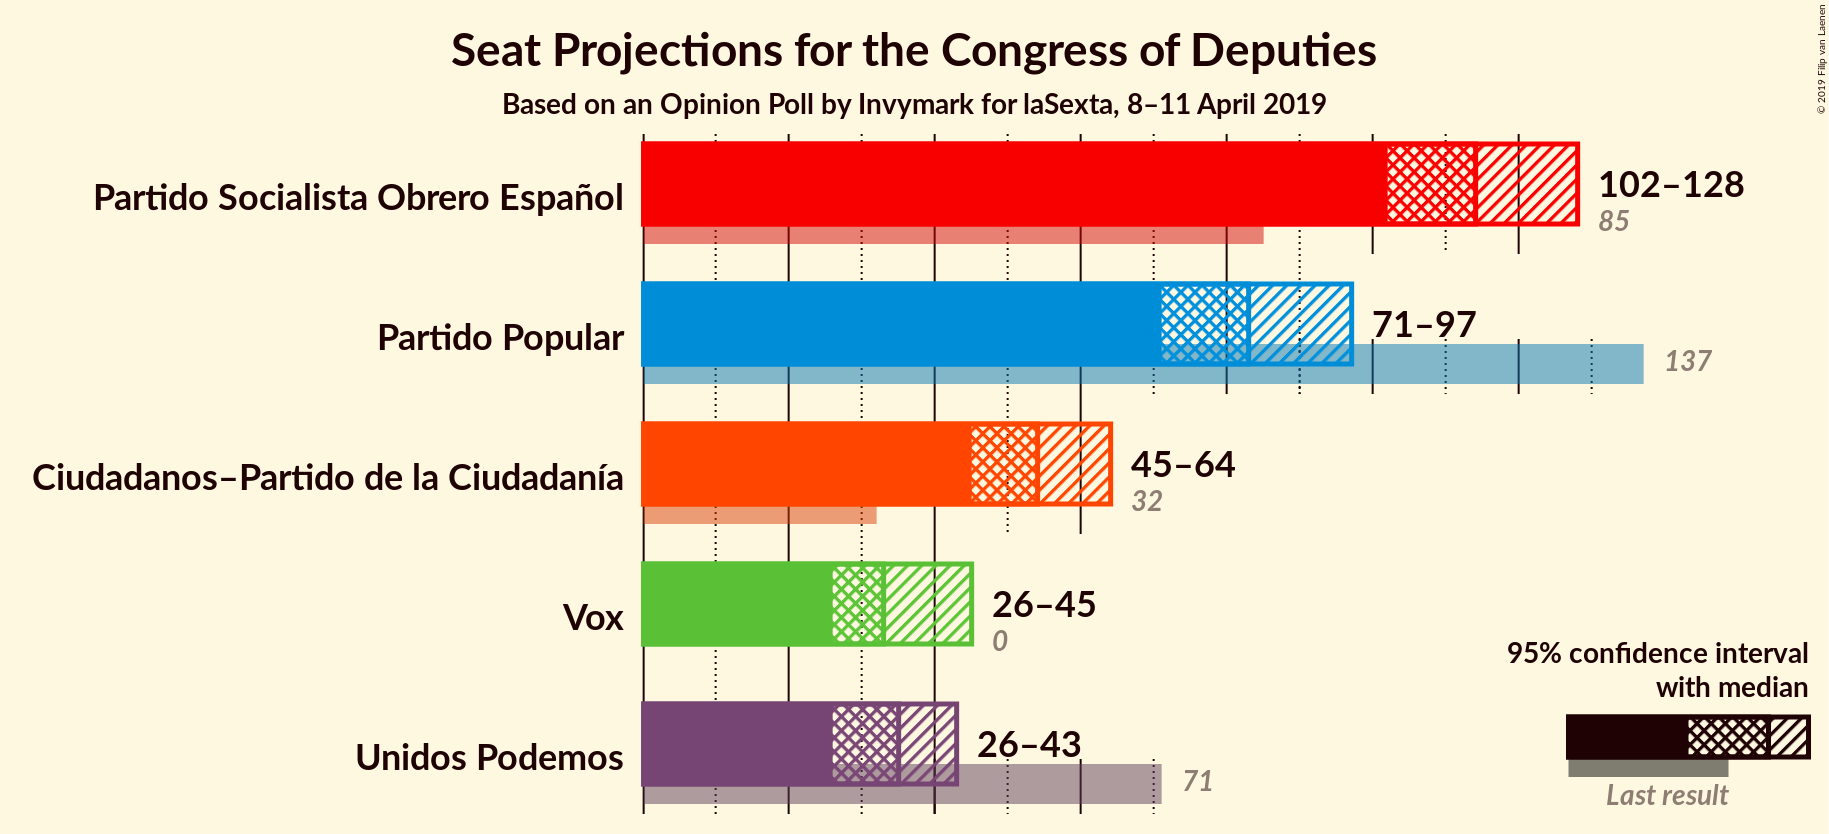 Seat Projections for the Congress of Deputies
Based on an Opinion Poll by Invymark for laSexta, 8–11 April 2019
© 2019 Filip van Laenen
Partido Socialista Obrero Español
102–128
85
Partido Popular
71–97
137
Ciudadanos–Partido de la Ciudadanía
45–64
32
Vox
26–45
0
Unidos Podemos
26–43
71
95% confidence interval
with median
Last result